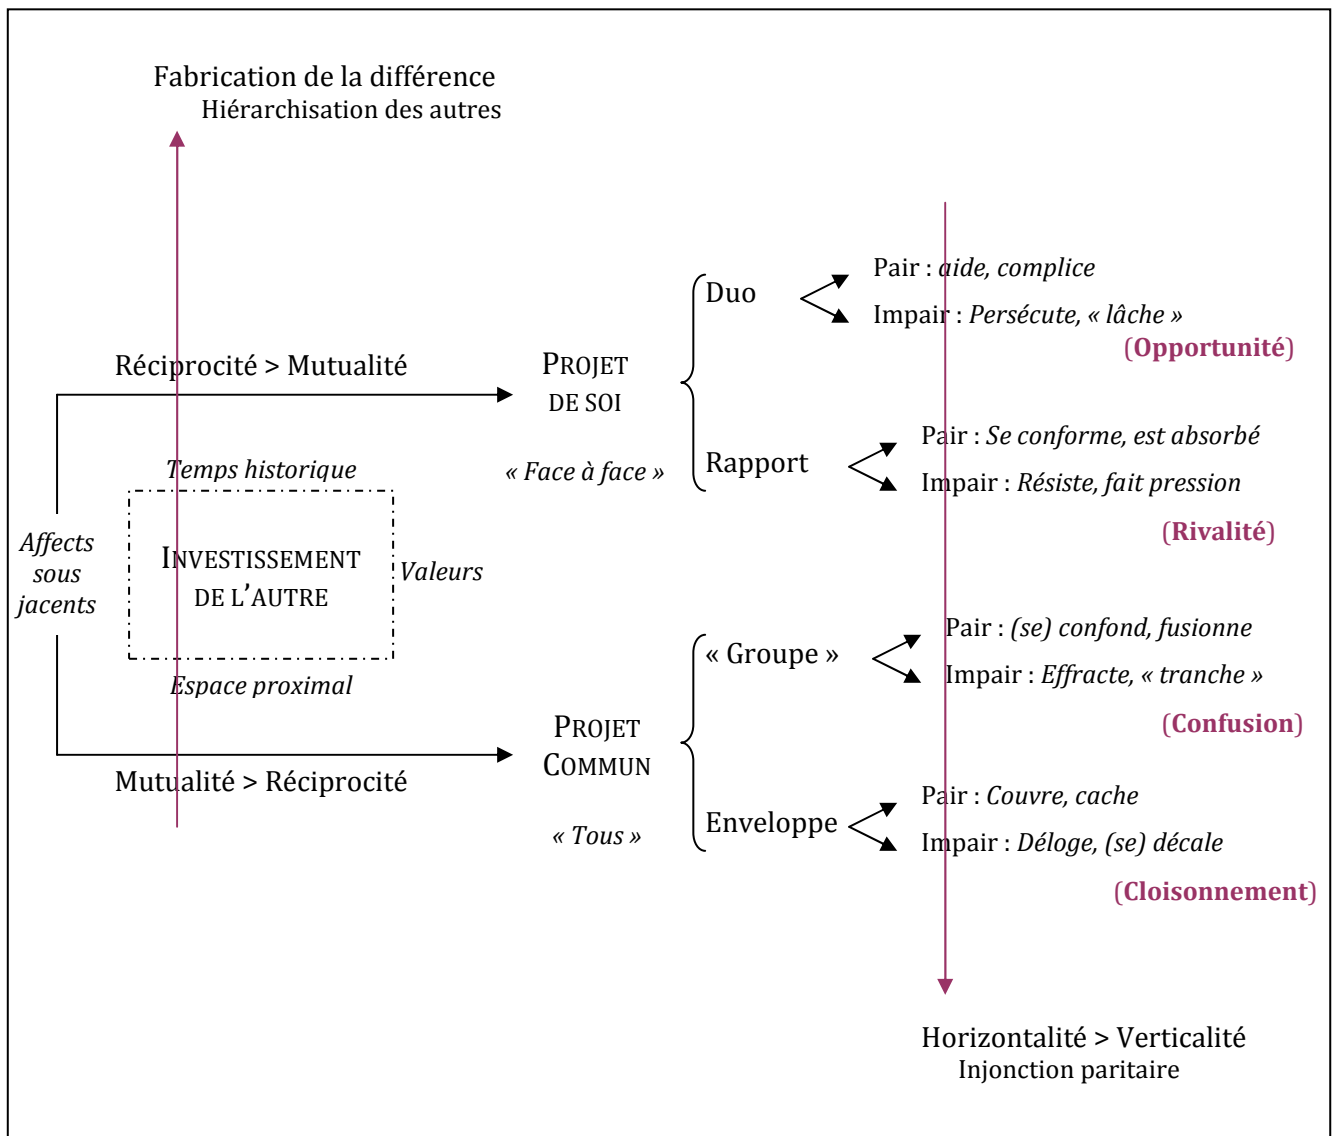 Fabrication de la différence
Hiérarchisation des autres
Réciprocité > Mutualité
Temps historique
Affects
sous
jacents
INVESTISSEMENT
DE L'AUTRE
Valeurs
Espace proximal
Mutualité > Réciprocité
PROJET
DE SOI
« Face à face »
PROJET
COMMUN
« Tous »
Duo
Pair : aide, complice
Impair : Persécute, « lâche »
(Opportunité)
Rapport
Pair : Se conforme, est absorbé
Impair : Résiste, fait pression
(Rivalité)
« Groupe »
Pair : (se) confond, fusionne
Impair : Effracte, « tranche »
(Confusion)
Enveloppe
Pair : Couvre, cache
Impair : Déloge, (se) décale
(Cloisonnement)
Horizontalité > Verticalité
Injonction paritaire